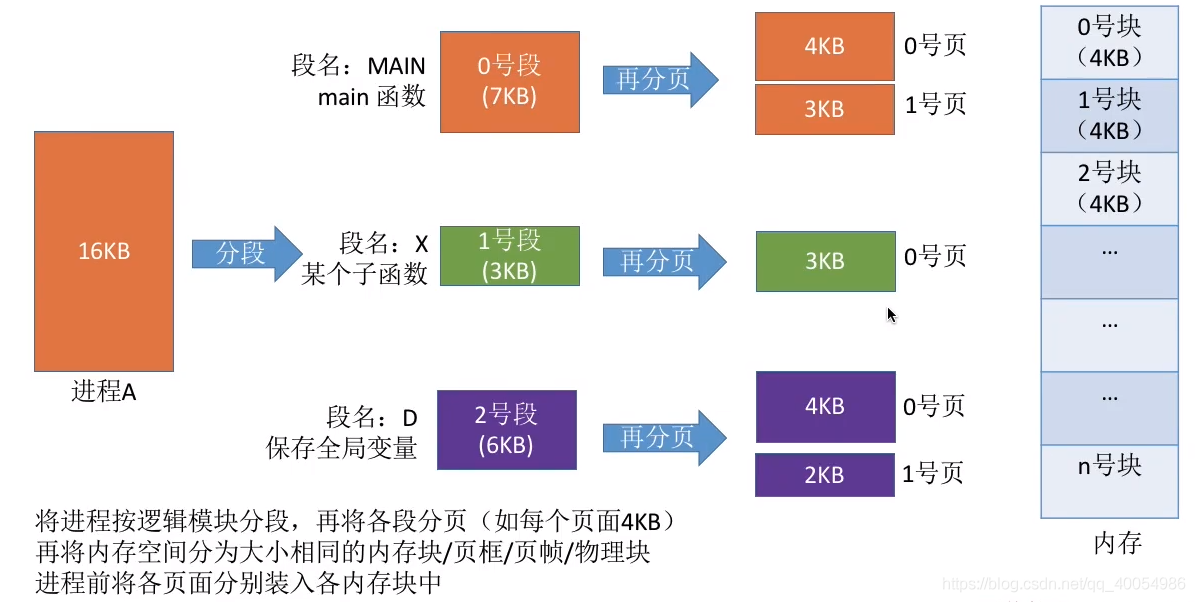 段名：MAIN
main 函数
0号段
(7KB)
再分页
4KB
0号页
3KB
1号页
16KB
进程A
分段
段名：X
某个子函数
1号段
(3KB)
再分页
3KB
0号页
段名：D
保存全局变量
2号段
(6KB)
再分页
4KB
0号页
2KB
1号页
0号块
（4KB）
1号块
（4KB）
2号块
（4KB）
...
...
...
n号块
内存
将进程按逻辑模块分段，再将各段分页（如每个页面4KB）
再将内存空间分为大小相同的内存块/页框/页帧/物理块
进程前将各页面分别装入各内存块中
https://blog.csdn.net/qq_40054986